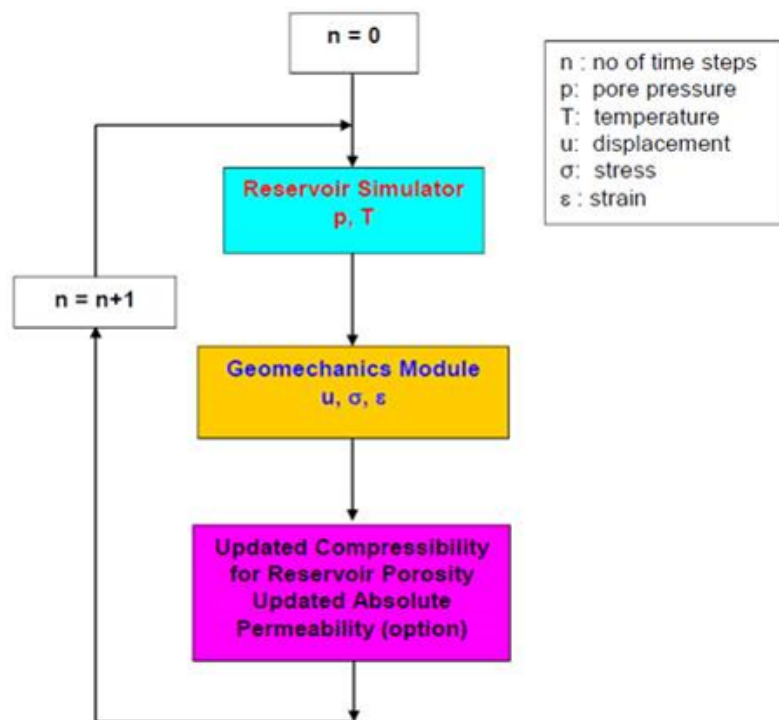 n = 0
n : no of time steps
p: pore pressure
T: temperature
u: displacement
σ: stress
ε : strain
Reservoir Simulator
p, T
n = n+1
Geomechanics Module
u, σ, ε
Updated Compressibility
for Reservoir Porosity
Updated Absolute
Permeability (option)